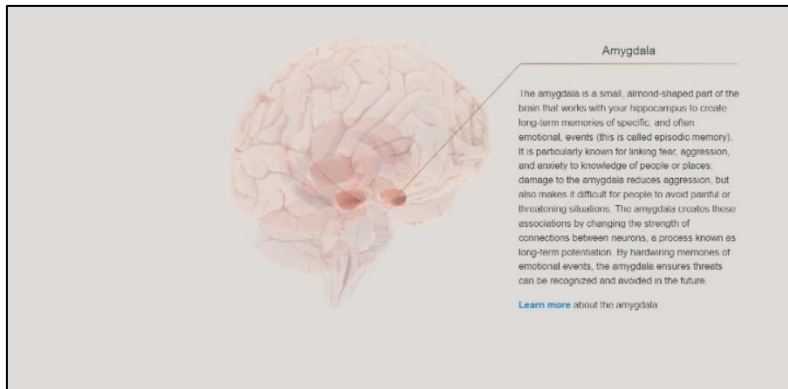 Amygdala
The amygdala is a small, almond-shaped part of the
brain that works with your hippocampus to create
long-term memories of specific, and often
emotional, events (this is called episodic memory).
It is particularly known for linking fear, aggression,
and anxiety to knowledge of people or places;
damage to the amygdala reduces aggression, but
also makes it difficult for people to avoid painful or
threatening situations. The amygdala creates these
associations by changing the strength of
connections between neurons, a process known as
long-term potentiation. By hardwiring memories of
emotional events, the amygdala ensures threats
can be recognized and avoided in the future.
Learn more about the amygdala